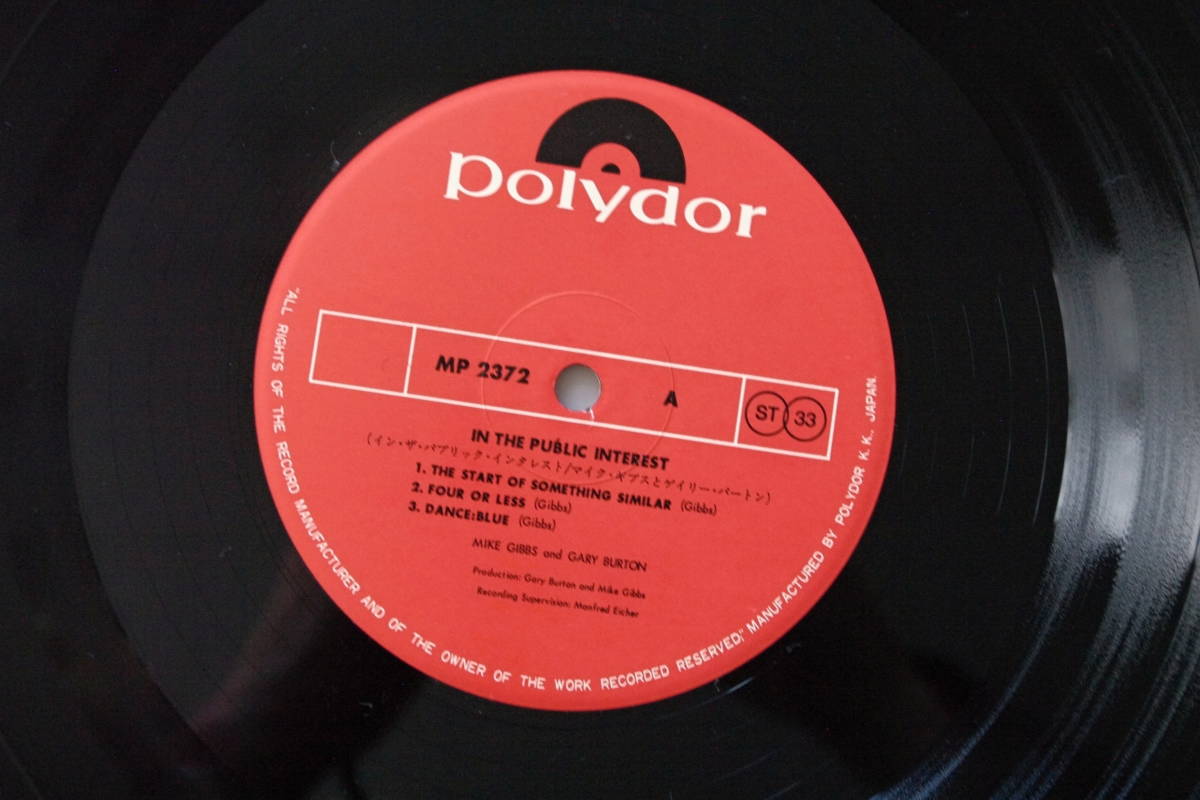 polydor
MP 2372 A ST 33
IN THE PUBLIC INTEREST
(イン・ザ・パブリック・インタレスト/マイク・ギブスとゲイリー・バートン)
1. THE START OF SOMETHING SIMILAR (Gibbs)
2. FOUR OR LESS (Gibbs)
3. DANCE:BLUE (Gibbs)
MIKE GIBBS and GARY BURTON
Production: Gary Burton and Mike Gibbs
Recording Supervision: Manfred Eicher
"ALL RIGHTS OF THE RECORD MANUFACTURER AND OF THE OWNER OF THE WORK RECORDED RESERVED." MANUFACTURED BY POLYDOR K.K., JAPAN.